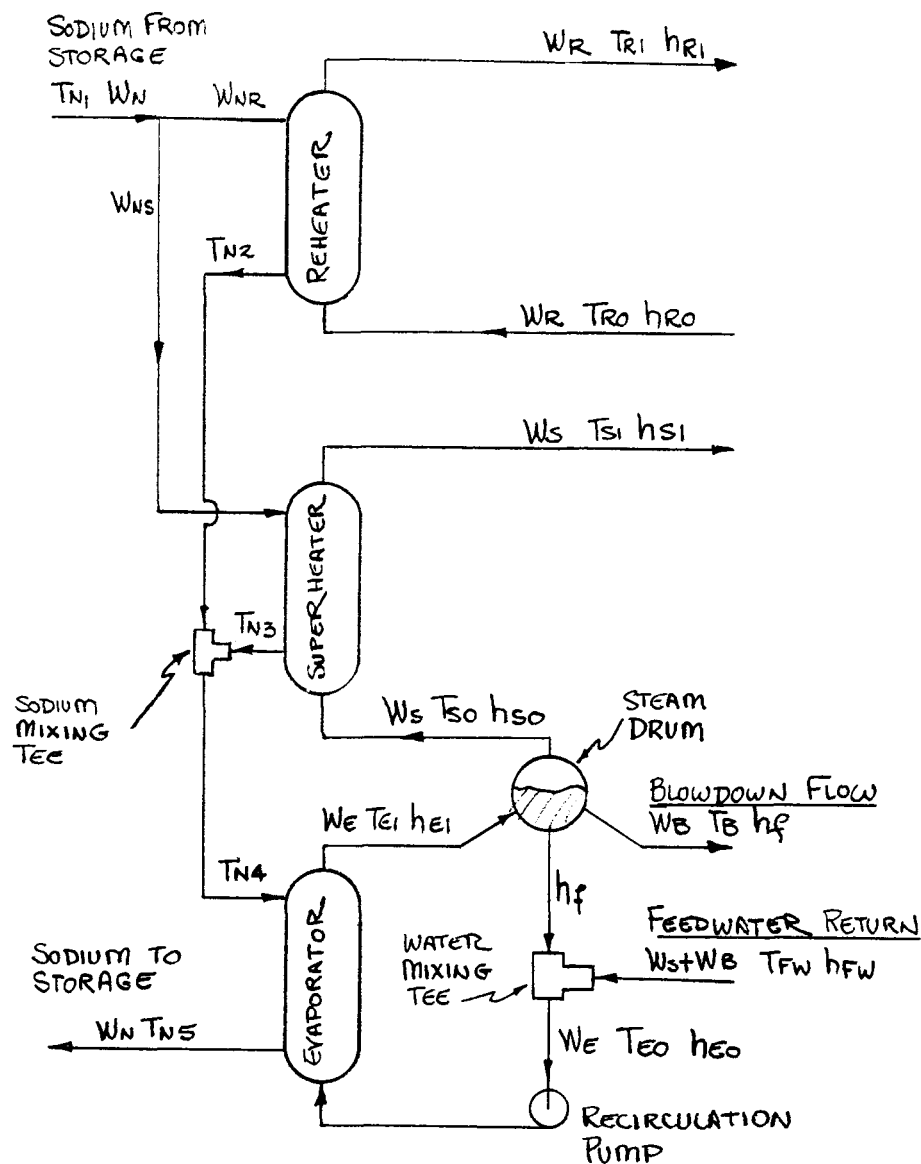 SODIUM FROM
STORAGE
TN1 WN
WNR
WR TR1 hR1
WNS
REHEATER
TN2
WR TRO hRO
WS TS1 hS1
SUPERHEATER
TN3
SODIUM
MIXING
TEE
WS TSO hSO
STEAM
DRUM
BLOWDOWN FLOW
WB TB hf
WE TE1 hE1
TN4
hf
EVAPORATOR
FEEDWATER RETURN
WS+WB TFW hFW
WATER
MIXING
TEE
SODIUM TO
STORAGE
WN TN5
WE TEO hEO
RECIRCULATION
PUMP